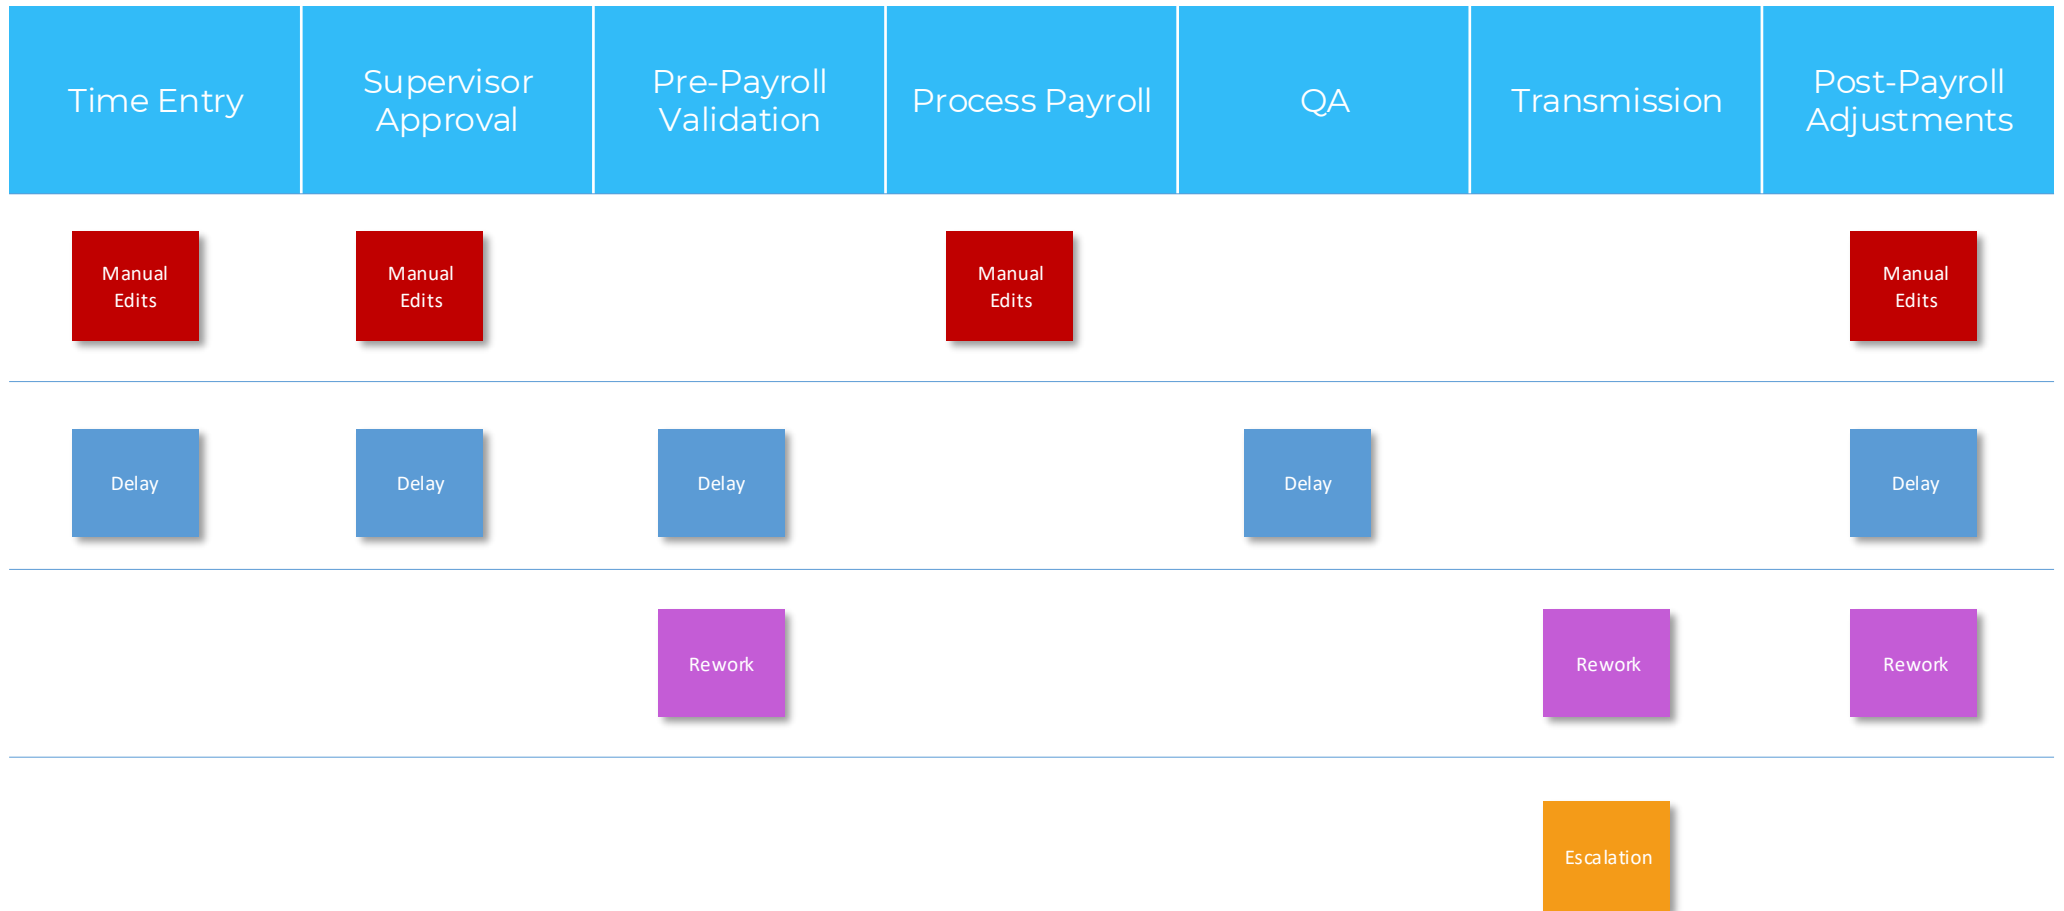 Time Entry
Supervisor
Approval
Pre-Payroll
Validation
Process Payroll
QA
Transmission
Post-Payroll
Adjustments
Manual
Edits
Manual
Edits
Manual
Edits
Manual
Edits
Delay
Delay
Delay
Delay
Delay
Rework
Rework
Rework
Escalation